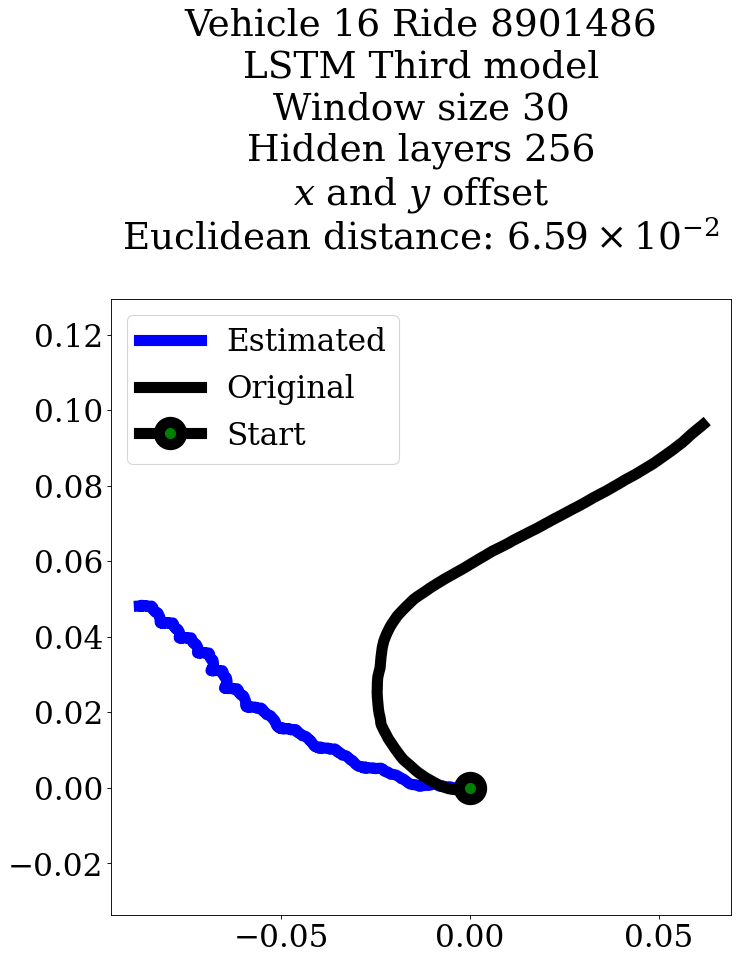 Vehicle 16 Ride 8901486
LSTM Third model
Window size 30
Hidden layers 256
x and y offset
Euclidean distance: 6.59 × 10⁻²
Estimated
Original
Start
0.12
0.10
0.08
0.06
0.04
0.02
0.00
−0.02
−0.05 0.00 0.05